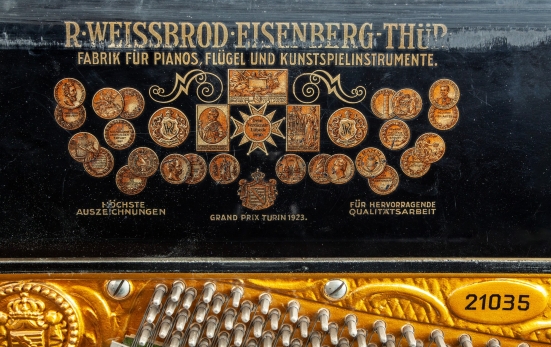 R·WEISSBROD·EISENBERG·THÜR
FABRIK FÜR PIANOS, FLÜGEL UND KUNSTSPIELINSTRUMENTE.
HÖCHSTE
AUSZEICHNUNGEN
GRAND PRIX TURIN 1923.
FÜR HERVORRAGENDE
QUALITÄTSARBEIT
21035